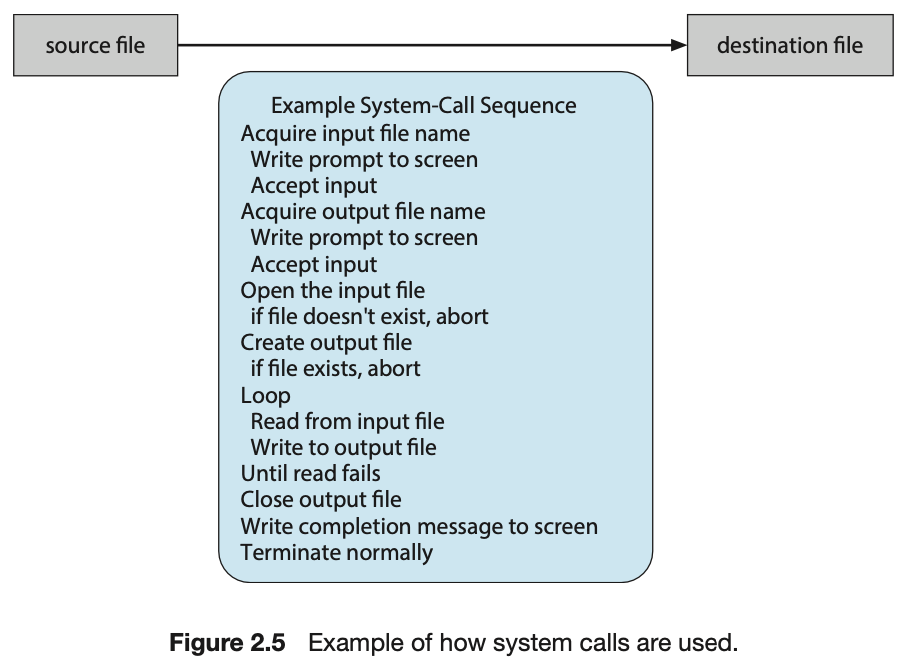 source file
destination file
Example System-Call Sequence
Acquire input file name
Write prompt to screen
Accept input
Acquire output file name
Write prompt to screen
Accept input
Open the input file
if file doesn't exist, abort
Create output file
if file exists, abort
Loop
Read from input file
Write to output file
Until read fails
Close output file
Write completion message to screen
Terminate normally
Figure 2.5 Example of how system calls are used.